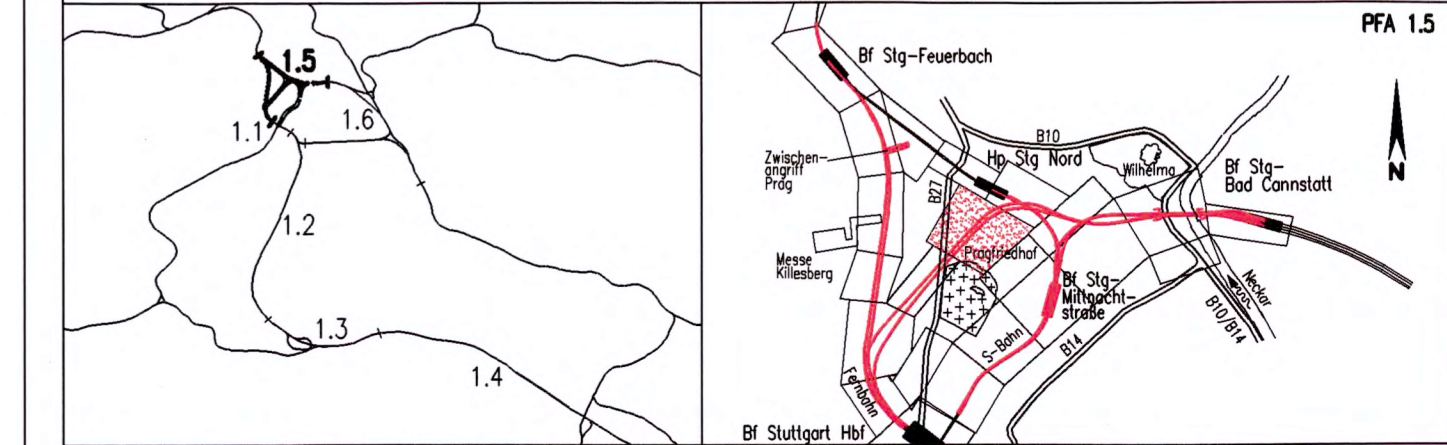 1.5
1.1
1.6
1.2
1.3
1.4
PFA 1.5
Bf Stg-Feuerbach
N
B10
Zwischen-
angriff
Prag
Hp Stg Nord
Wilhelma
Bf Stg-
Bad Cannstatt
B27
Messe
Killesberg
Pragfriedhof
Bf Stg-
Mittnacht-
straße
Neckar
B10/B14
S-Bahn
B14
Fernbahn
Bf Stuttgart Hbf